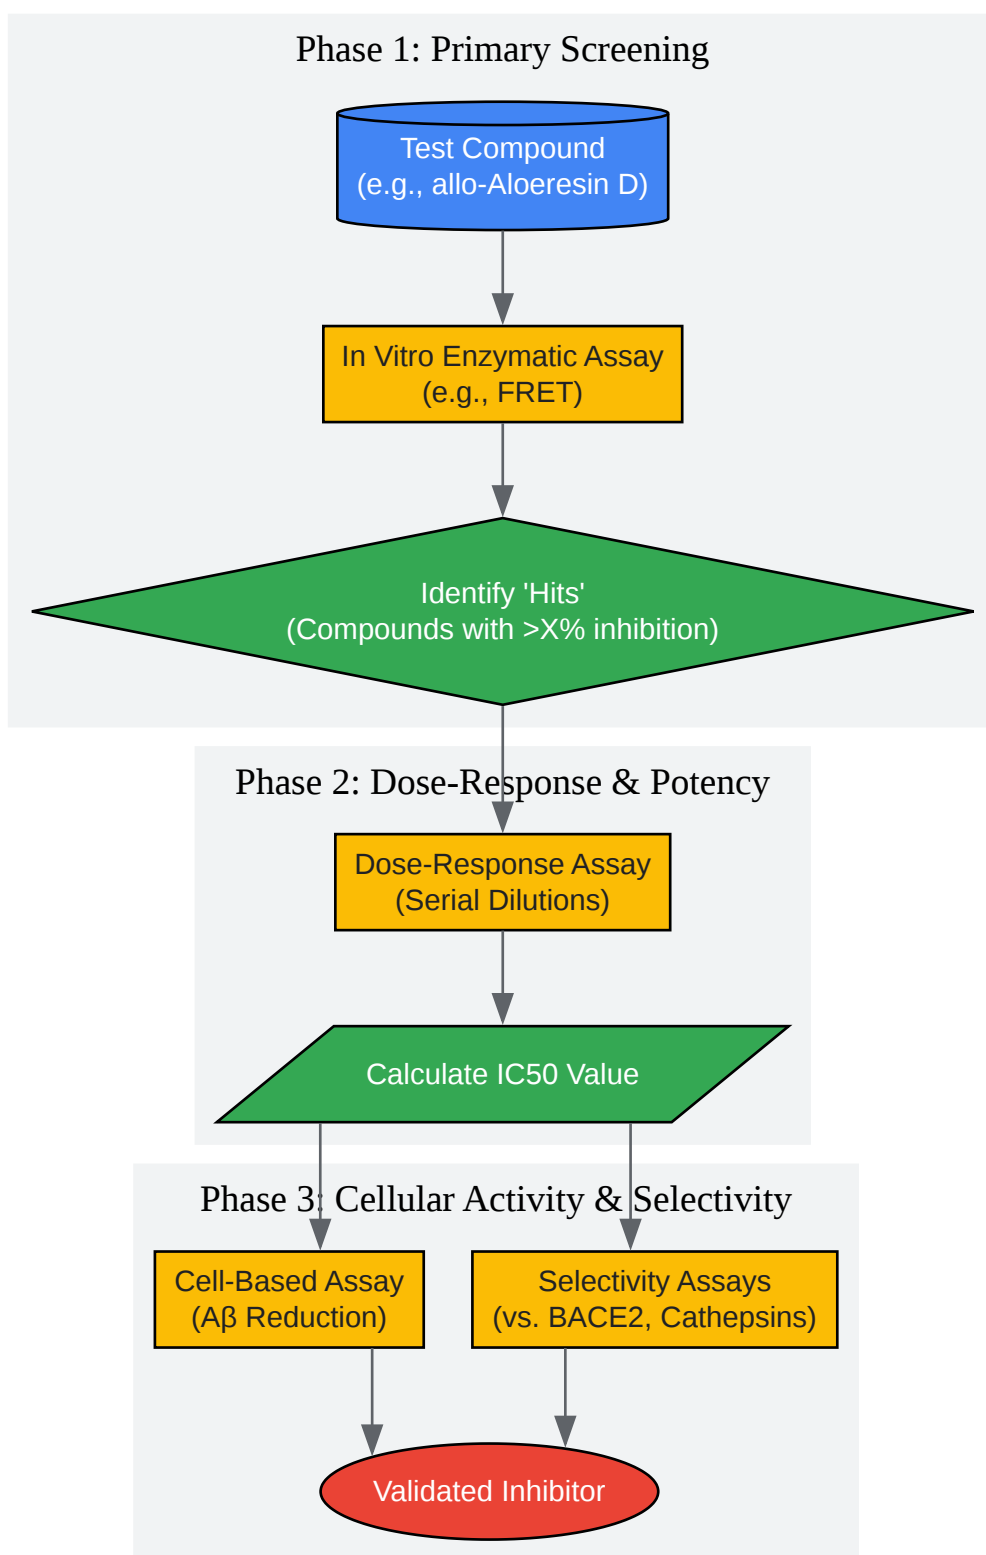 Phase 1: Primary Screening
Test Compound
(e.g., allo-Aloeresin D)
In Vitro Enzymatic Assay
(e.g., FRET)
Identify 'Hits'
(Compounds with >X% inhibition)
Phase 2: Dose-Response & Potency
Dose-Response Assay
(Serial Dilutions)
Calculate IC50 Value
Phase 3: Cellular Activity & Selectivity
Cell-Based Assay
(Aβ Reduction)
Selectivity Assays
(vs. BACE2, Cathepsins)
Validated Inhibitor